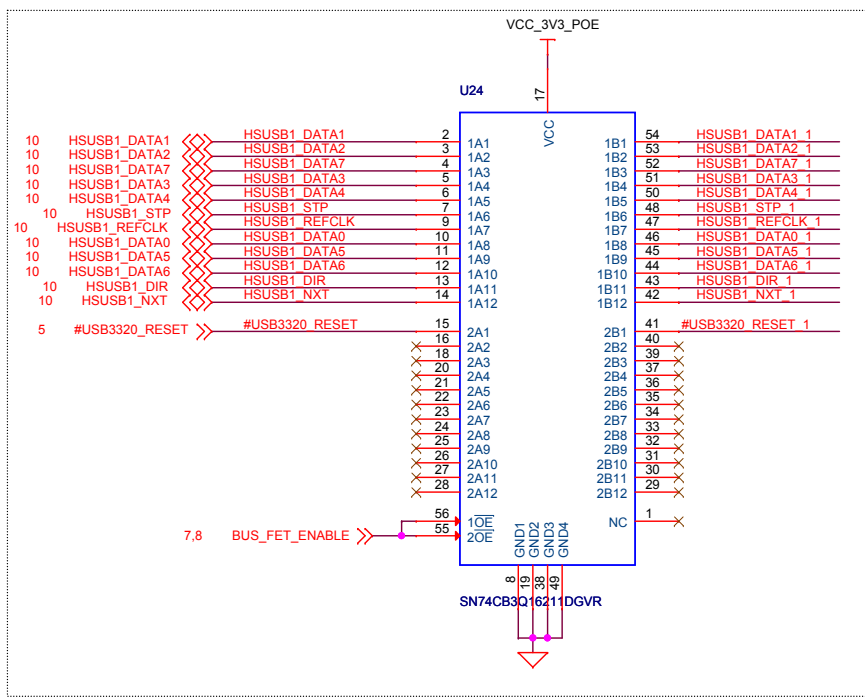 VCC_3V3_POE
U24
17
VCC
10 HSUSB1_DATA1 HSUSB1_DATA1 2 1A1 1B1 54 HSUSB1_DATA1_1
10 HSUSB1_DATA2 HSUSB1_DATA2 3 1A2 1B2 53 HSUSB1_DATA2_1
10 HSUSB1_DATA7 HSUSB1_DATA7 4 1A3 1B3 52 HSUSB1_DATA7_1
10 HSUSB1_DATA3 HSUSB1_DATA3 5 1A4 1B4 51 HSUSB1_DATA3_1
10 HSUSB1_DATA4 HSUSB1_DATA4 6 1A5 1B5 50 HSUSB1_DATA4_1
10 HSUSB1_STP HSUSB1_STP 7 1A6 1B6 48 HSUSB1_STP_1
10 HSUSB1_REFCLK HSUSB1_REFCLK 9 1A7 1B7 47 HSUSB1_REFCLK_1
10 HSUSB1_DATA0 HSUSB1_DATA0 10 1A8 1B8 46 HSUSB1_DATA0_1
10 HSUSB1_DATA5 HSUSB1_DATA5 11 1A9 1B9 45 HSUSB1_DATA5_1
10 HSUSB1_DATA6 HSUSB1_DATA6 12 1A10 1B10 44 HSUSB1_DATA6_1
10 HSUSB1_DIR HSUSB1_DIR 13 1A11 1B11 43 HSUSB1_DIR_1
10 HSUSB1_NXT HSUSB1_NXT 14 1A12 1B12 42 HSUSB1_NXT_1
5 #USB3320_RESET #USB3320_RESET 15 2A1 2B1 41 #USB3320_RESET_1
16 2A2 2B2 40
18 2A3 2B3 39
20 2A4 2B4 37
21 2A5 2B5 36
22 2A6 2B6 35
23 2A7 2B7 34
24 2A8 2B8 33
25 2A9 2B9 32
26 2A10 2B10 31
27 2A11 2B11 30
28 2A12 2B12 29
56 1OE NC 1
7,8 BUS_FET_ENABLE 55 2OE
GND1 GND2 GND3 GND4
8 19 38 49
SN74CB3Q16211DGVR